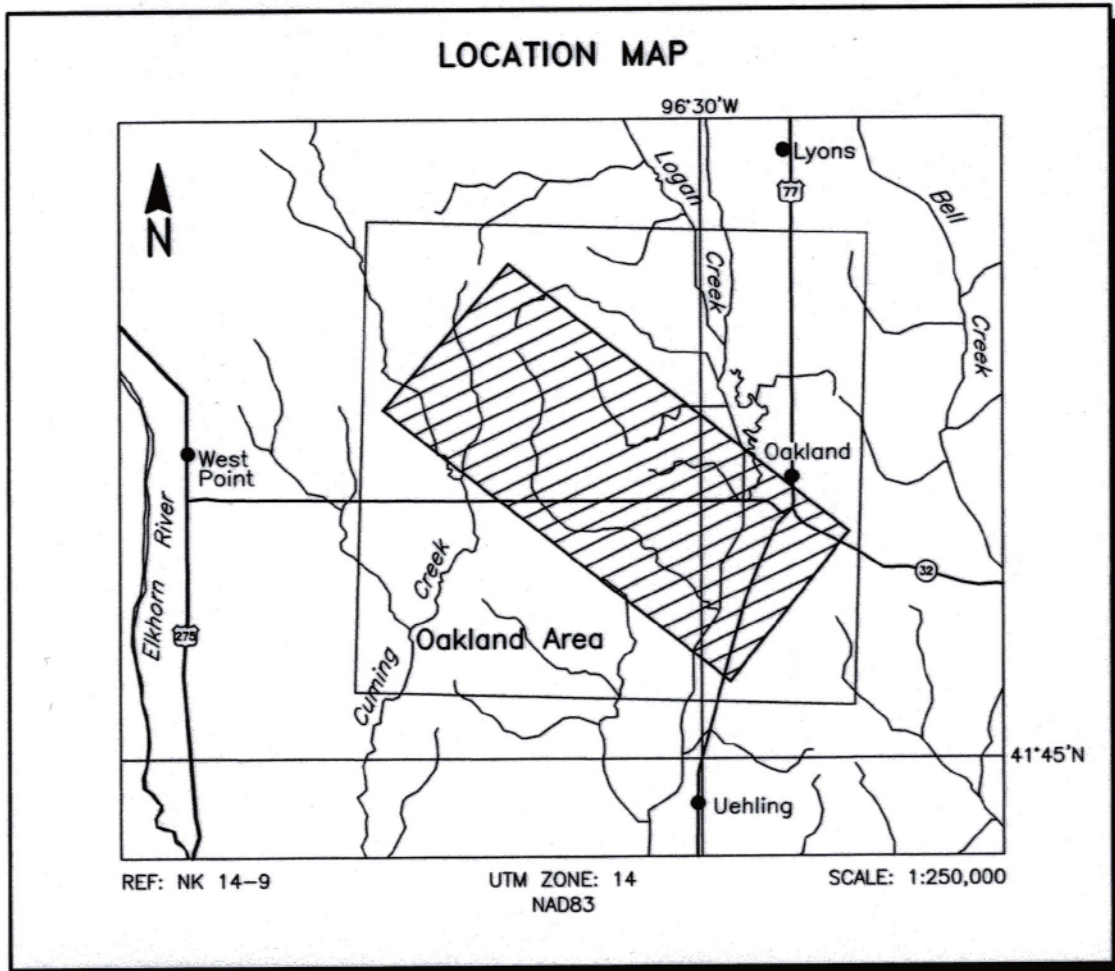 LOCATION MAP
96°30'W
Lyons
Logan
77
Bell
N
Creek
Creek
West
Point
Oakland
Elkhorn River
Creek
32
275
Oakland Area
Cuming
41°45'N
Uehling
REF: NK 14-9
UTM ZONE: 14
SCALE: 1:250,000
NAD83